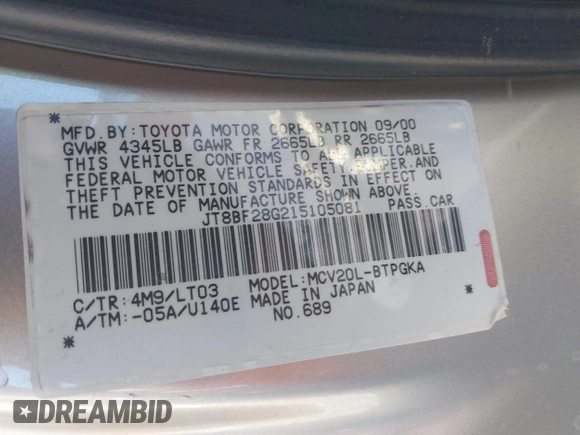 MFD. BY: TOYOTA MOTOR CORPORATION 09/00
GVWR 4345LB GAWR FR 2665LB RR 2665LB
THIS VEHICLE CONFORMS TO ALL APPLICABLE
FEDERAL MOTOR VEHICLE SAFETY, BUMPER, AND
THEFT PREVENTION STANDARDS IN EFFECT ON
THE DATE OF MANUFACTURE SHOWN ABOVE.
JT8BF28G215105081 PASS. CAR
C/TR: 4M9/LT03 MODEL: MCV20L-BTPGKA
A/TM: -05A/U140E MADE IN JAPAN
NO. 689
DREAMBID